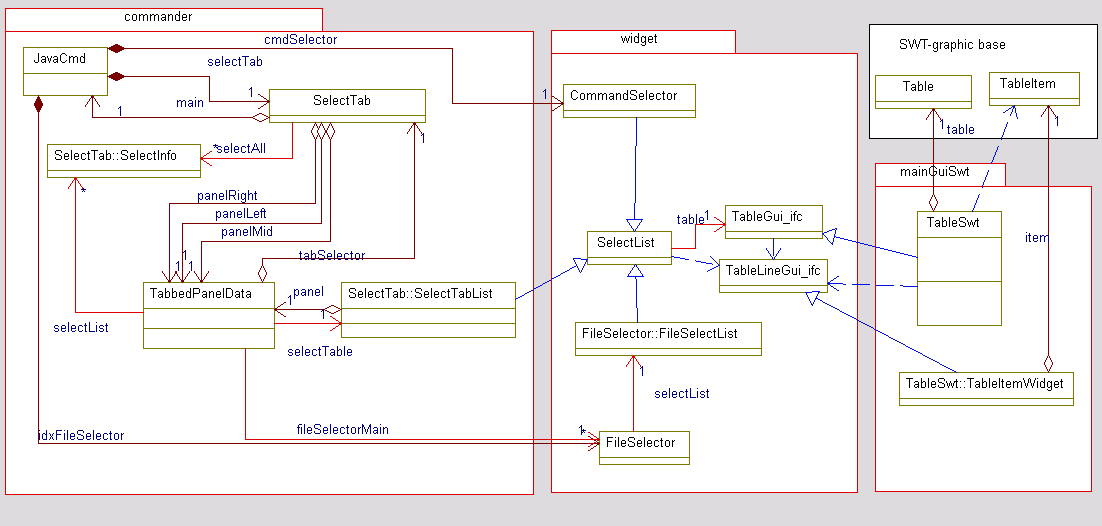 commander
JavaCmd
cmdSelector
selectTab
1
main
1
SelectTab
SelectTab::SelectInfo
*
selectAll
1
*
panelRight
panelLeft
panelMid
tabSelector
1
1
1
TabbedPanelData
panel
1
1
SelectTab::SelectTabList
selectList
selectTable
idxFileSelector
fileSelectorMain
widget
1
CommandSelector
table
1
TableGui_ifc
SelectList
TableLineGui_ifc
FileSelector::FileSelectList
1
selectList
1
*
FileSelector
SWT-graphic base
Table
TableItem
1
table
1
mainGuiSwt
TableSwt
item
TableSwt::TableItemWidget